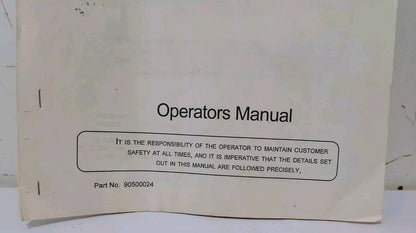 Operators Manual
IT IS THE RESPONSIBILITY OF THE OPERATOR TO MAINTAIN CUSTOMER
SAFETY AT ALL TIMES, AND IT IS IMPERATIVE THAT THE DETAILS SET
OUT IN THIS MANUAL ARE FOLLOWED PRECISELY.
Part No. 90500024